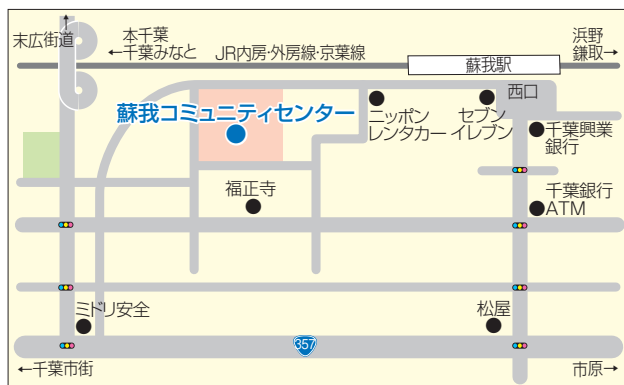 末広街道
本千葉
←千葉みなと
JR内房・外房線・京葉線
蘇我駅
浜野
鎌取→
西口
蘇我コミュニティセンター
ニッポン
レンタカー
セブン
イレブン
千葉興業
銀行
福正寺
千葉銀行
ATM
ミドリ安全
松屋
357
←千葉市街
市原→